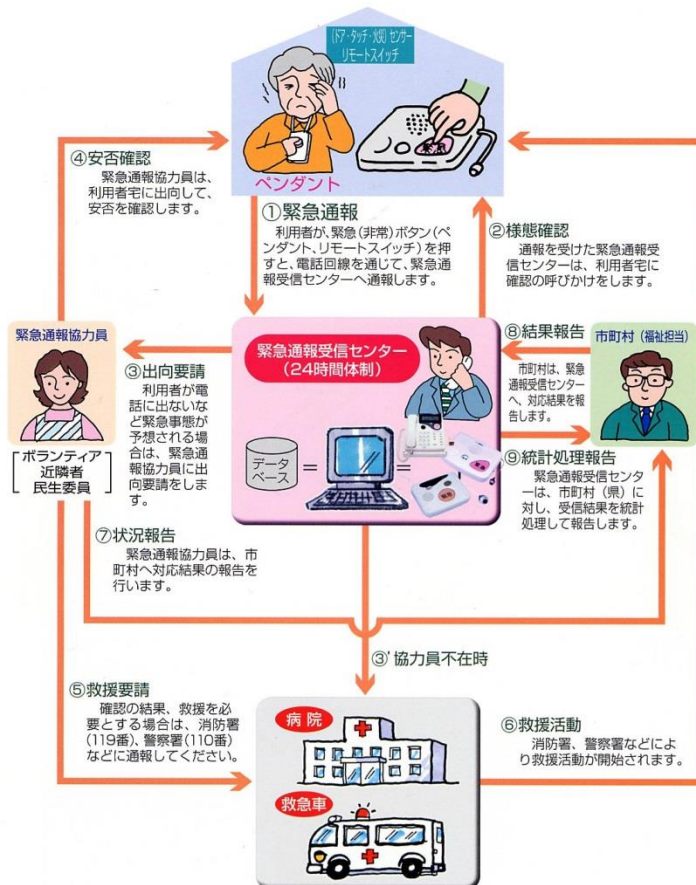 (ドア・タッチ・火災)センサー
リモートスイッチ
緊急
ペンダント
④安否確認
緊急通報協力員は、
利用者宅に出向して、
安否を確認します。
①緊急通報
利用者が、緊急(非常)ボタン(ペ
ンダント、リモートスイッチ)を押
すと、電話回線を通じて、緊急通
報受信センターへ通報します。
②様態確認
通報を受けた緊急通報受
信センターは、利用者宅に
確認の呼びかけをします。
緊急通報協力員
ボランティア
近隣者
民生委員
③出向要請
利用者が電
話に出ないな
ど緊急事態が
予想される場
合は、緊急通
報協力員に出
向要請をしま
す。
緊急通報受信センター
(24時間体制)
データ
ベース
=
=
⑧結果報告
市町村は、緊急
通報受信センター
へ、対応結果を報
告します。
市町村(福祉担当)
⑨統計処理報告
緊急通報受信センタ
ーは、市町村(県)に
対し、受信結果を統計
処理して報告します。
⑦状況報告
緊急通報協力員は、市
町村へ対応結果の報告を
行います。
③'協力員不在時
⑤救援要請
確認の結果、救援を必
要とする場合は、消防署
(119番)、警察署(110番)
などに通報してください。
病院
救急車
⑥救援活動
消防署、警察署などによ
り救援活動が開始されます。